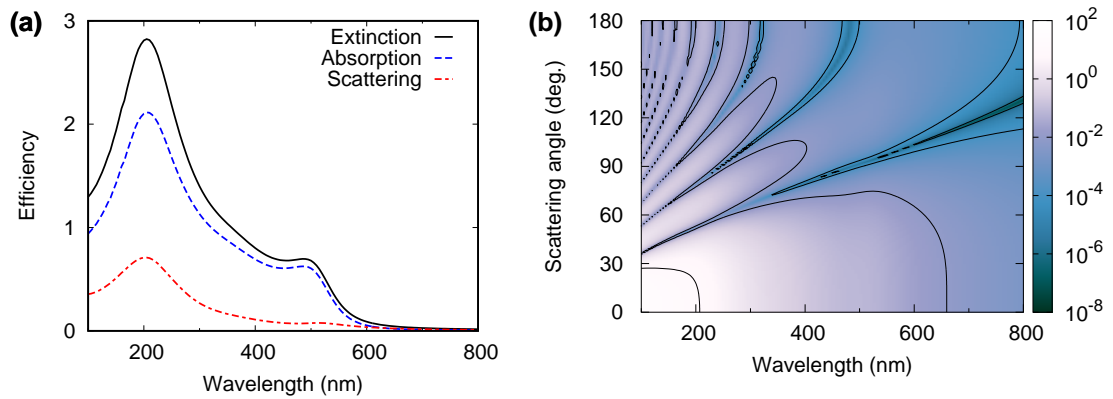 (a)
Efficiency
3
2
1
0
200
400
600
800
Wavelength (nm)
Extinction
Absorption
Scattering
(b)
Scattering angle (deg.)
180
150
120
90
60
30
0
200
400
600
800
Wavelength (nm)
10^2
10^0
10^-2
10^-4
10^-6
10^-8